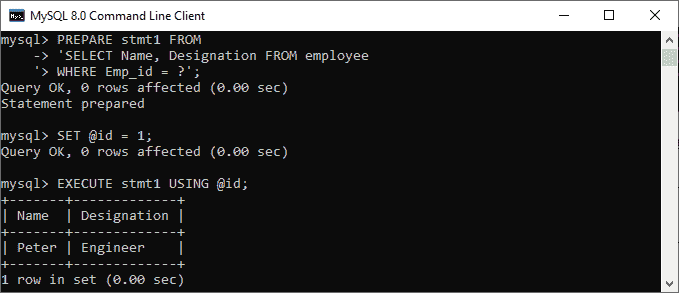 MySQL 8.0 Command Line Client
mysql> PREPARE stmt1 FROM
    -> 'SELECT Name, Designation FROM employee
    '> WHERE Emp_id = ?';
Query OK, 0 rows affected (0.00 sec)
Statement prepared

mysql> SET @id = 1;
Query OK, 0 rows affected (0.00 sec)

mysql> EXECUTE stmt1 USING @id;
+-------+-------------+
| Name  | Designation |
+-------+-------------+
| Peter | Engineer    |
+-------+-------------+
1 row in set (0.00 sec)